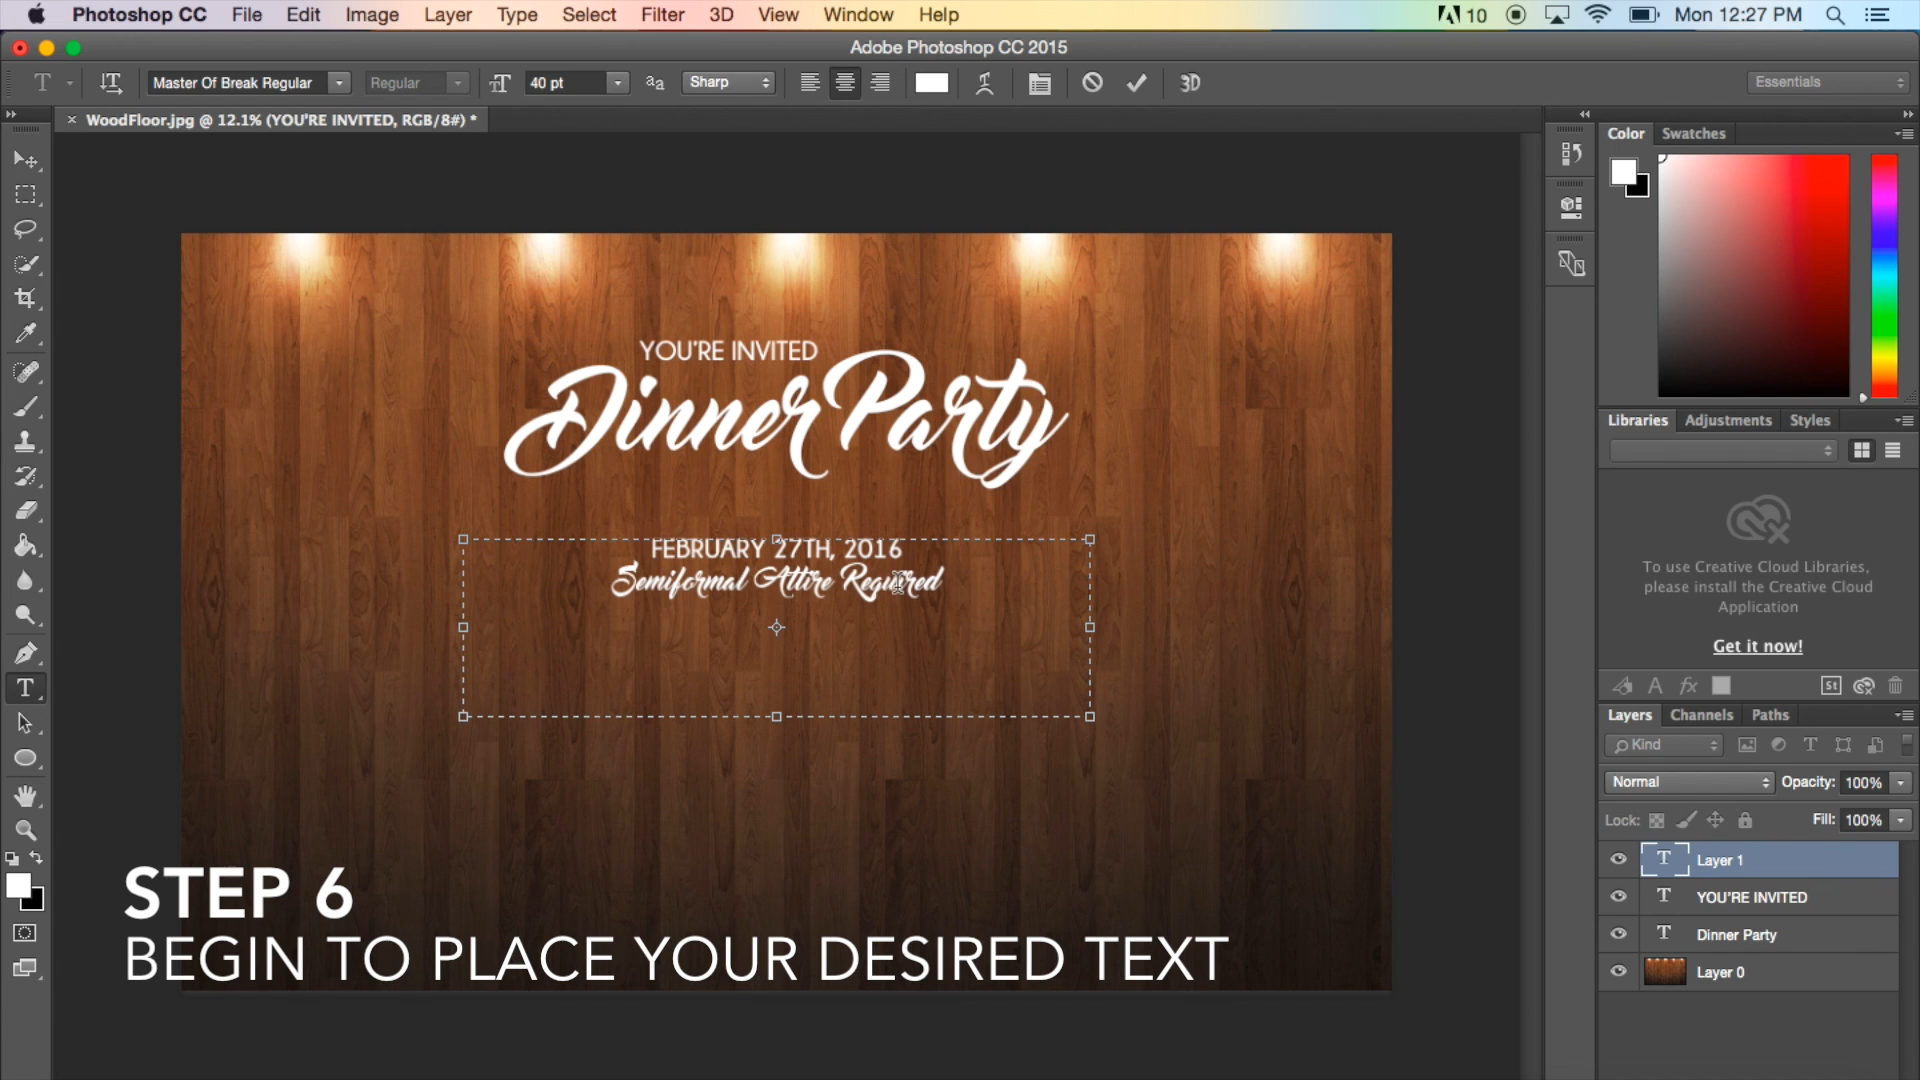 Photoshop CC File Edit Image Layer Type Select Filter 3D View Window Help 10 Mon 12:27 PM
Adobe Photoshop CC 2015
T Master Of Break Regular Regular 40 pt Sharp 3D Essentials
WoodFloor.jpg @ 12.1% (YOU'RE INVITED, RGB/8#) *
Color Swatches
YOU'RE INVITED
Dinner Party
FEBRUARY 27TH, 2016
Semiformal Attire Required
STEP 6
BEGIN TO PLACE YOUR DESIRED TEXT
Libraries Adjustments Styles
To use Creative Cloud Libraries,
please install the Creative Cloud
Application
Get it now!
A fx St
Layers Channels Paths
Kind T
Normal Opacity: 100%
Lock: Fill: 100%
T Layer 1
T YOU'RE INVITED
T Dinner Party
Layer 0